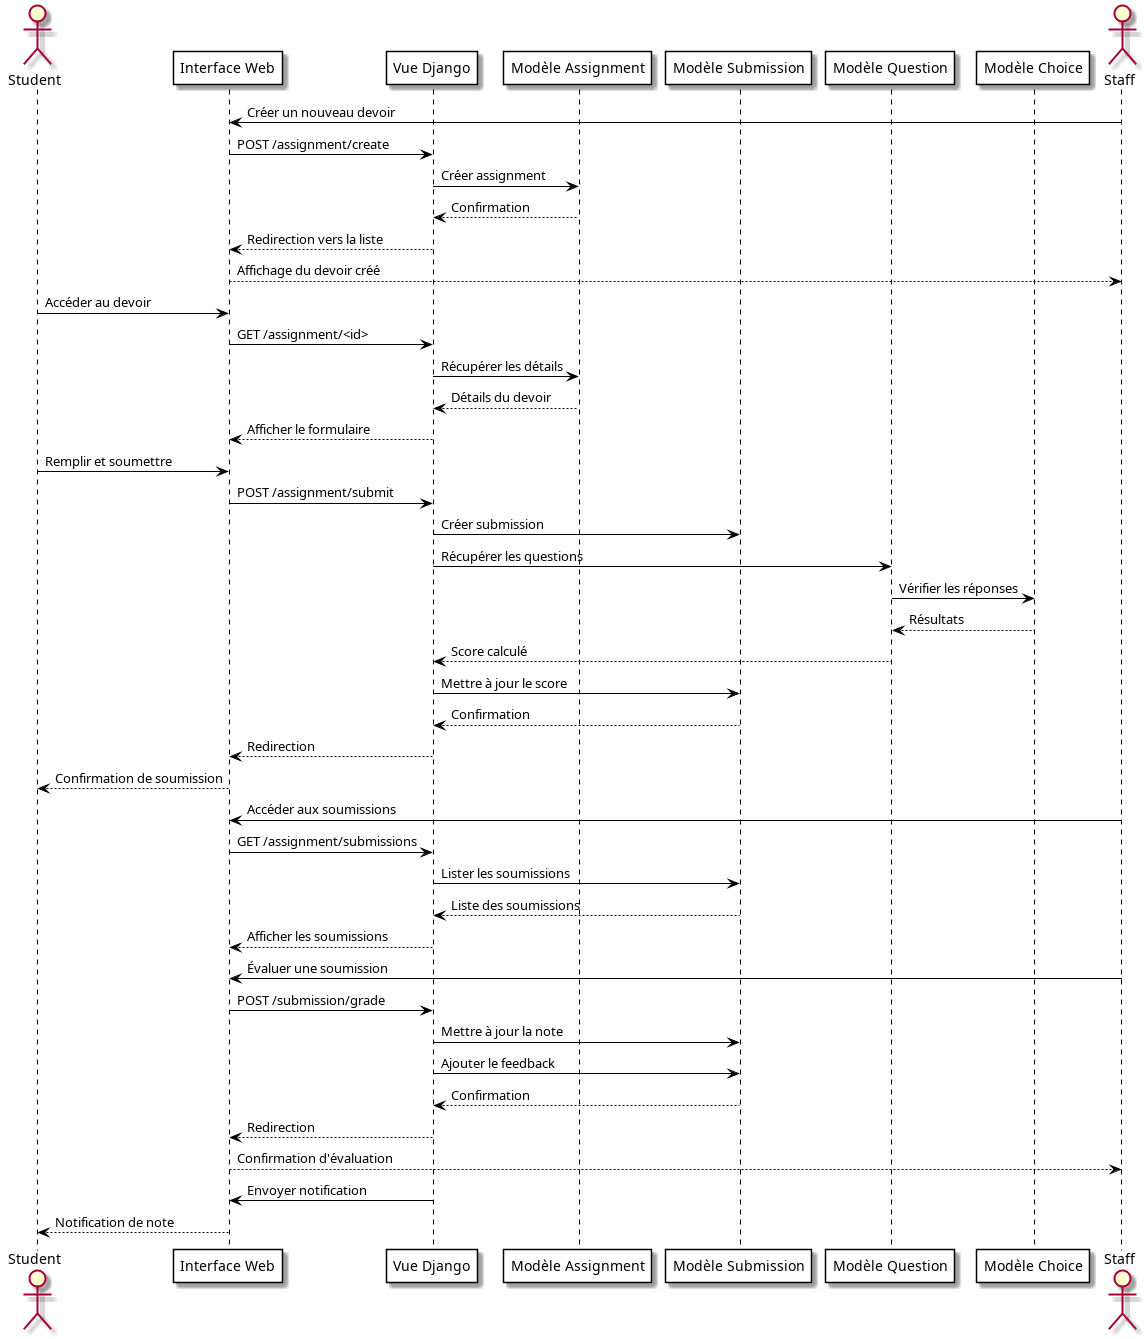 Student
Interface Web
Vue Django
Modèle Assignment
Modèle Submission
Modèle Question
Modèle Choice
Staff
Créer un nouveau devoir
POST /assignment/create
Créer assignment
Confirmation
Redirection vers la liste
Affichage du devoir créé
Accéder au devoir
GET /assignment/<id>
Récupérer les détails
Détails du devoir
Afficher le formulaire
Remplir et soumettre
POST /assignment/submit
Créer submission
Récupérer les questions
Vérifier les réponses
Résultats
Score calculé
Mettre à jour le score
Confirmation
Redirection
Confirmation de soumission
Accéder aux soumissions
GET /assignment/submissions
Lister les soumissions
Liste des soumissions
Afficher les soumissions
Évaluer une soumission
POST /submission/grade
Mettre à jour la note
Ajouter le feedback
Confirmation
Redirection
Confirmation d'évaluation
Envoyer notification
Notification de note
Student
Interface Web
Vue Django
Modèle Assignment
Modèle Submission
Modèle Question
Modèle Choice
Staff